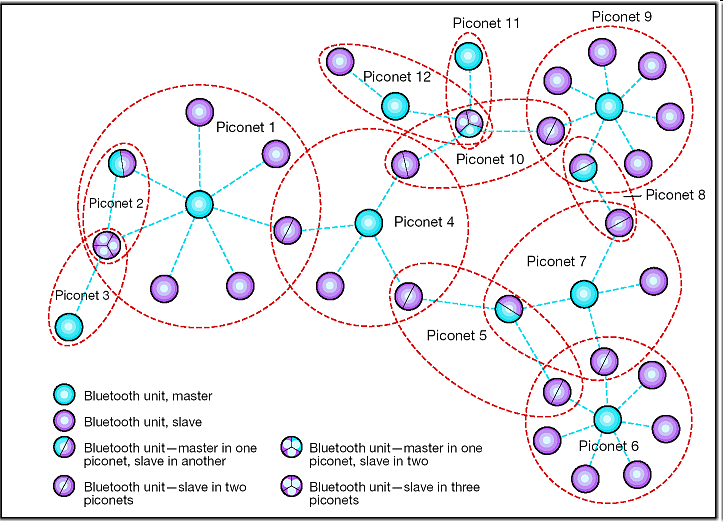 Piconet 11
Piconet 9
Piconet 12
Piconet 1
Piconet 10
Piconet 2
Piconet 8
Piconet 4
Piconet 7
Piconet 3
Piconet 5
Piconet 6
Bluetooth unit, master
Bluetooth unit, slave
Bluetooth unit—master in one
piconet, slave in another
Bluetooth unit—slave in two
piconets
Bluetooth unit—master in one
piconet, slave in two
Bluetooth unit—slave in three
piconets